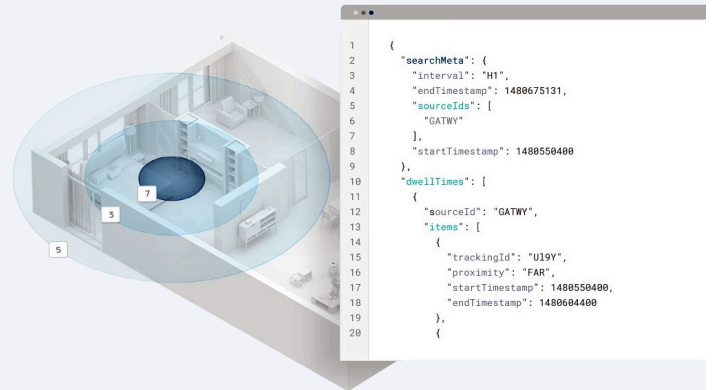 7
3
5
1 {
2 "searchMeta": {
3 "interval": "H1",
4 "endTimestamp": 1480675131,
5 "sourceIds": [
6 "GATWY"
7 ],
8 "startTimestamp": 1480550400
9 },
10 "dwellTimes": [
11 {
12 "sourceId": "GATWY",
13 "items": [
14 {
15 "trackingId": "Ul9Y",
16 "proximity": "FAR",
17 "startTimestamp": 1480550400,
18 "endTimestamp": 1480604400
19 },
20 {